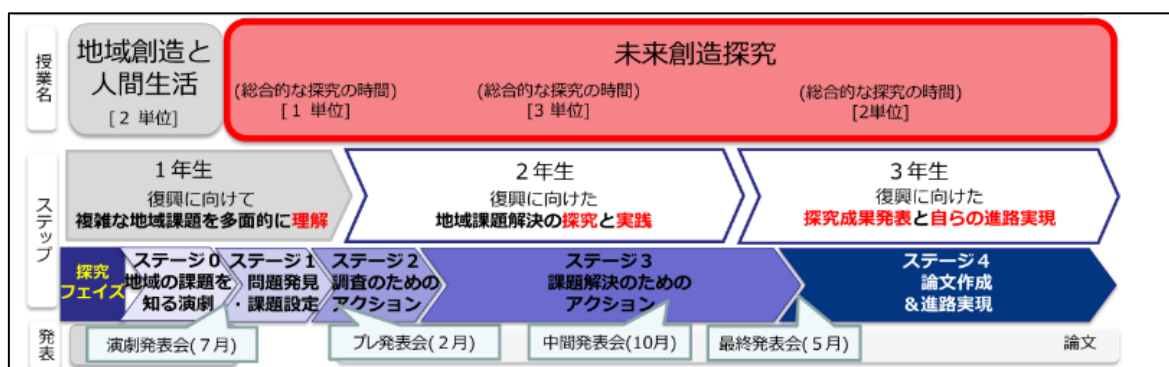 授業名
地域創造と
人間生活
[2 単位]
未来創造探究
(総合的な探究の時間)
[1 単位]
(総合的な探究の時間)
[3 単位]
(総合的な探究の時間)
[2単位]
ステップ
1年生
復興に向けて
複雑な地域課題を多面的に理解
2年生
復興に向けた
地域課題解決の探究と実践
3年生
復興に向けた
探究成果発表と自らの進路実現
探究
フェイズ
ステージ0
地域の課題を
知る演劇
ステージ1
問題発見
・課題設定
ステージ2
調査のための
アクション
ステージ3
課題解決のための
アクション
ステージ4
論文作成
&進路実現
発表
演劇発表会(7月)
プレ発表会(2月)
中間発表会(10月)
最終発表会(5月)
論文